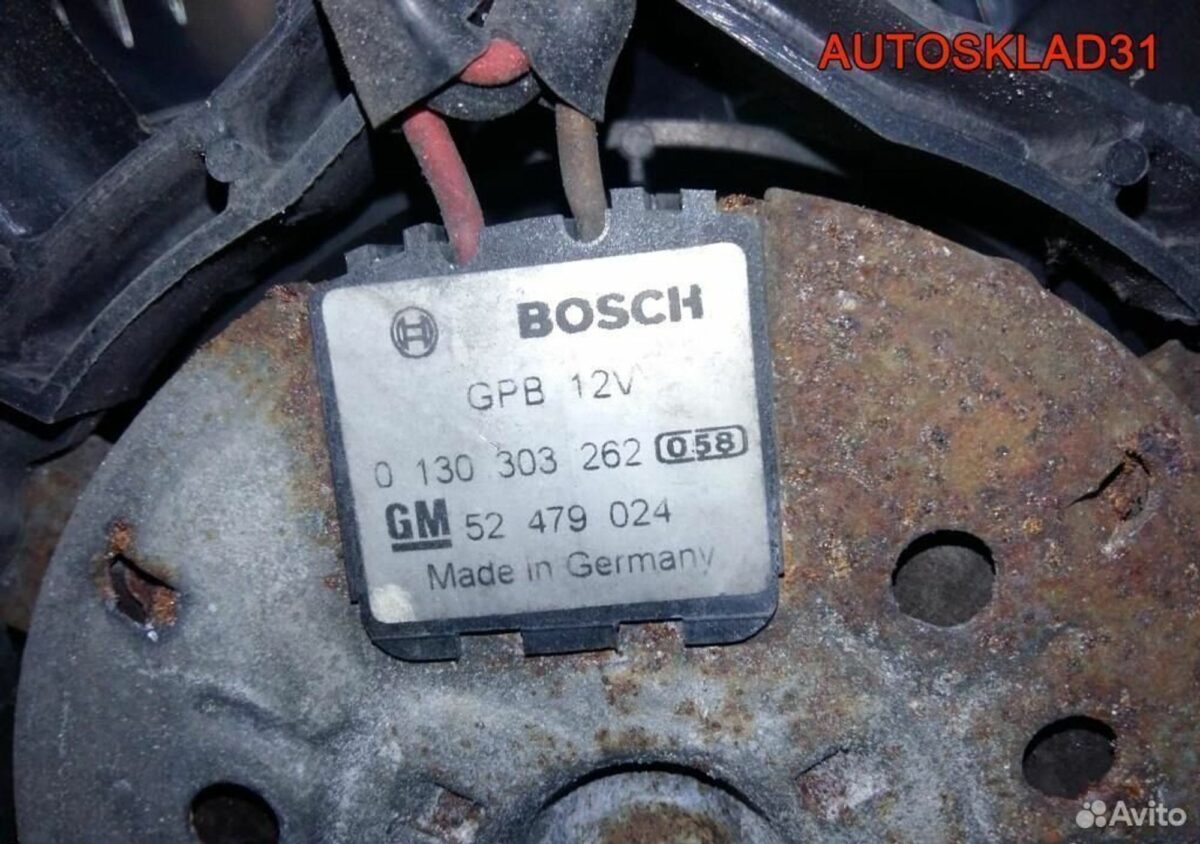 AUTOSKLAD31
BOSCH
GPB 12V
0 130 303 262 058
GM 52 479 024
Made in Germany
Avito